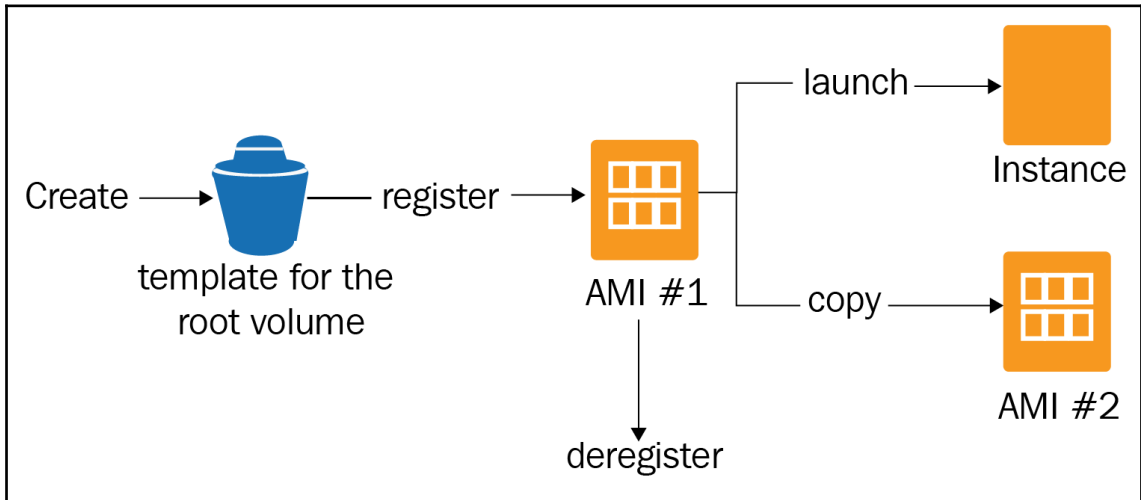 launch
Instance
Create
register
template for the
root volume
AMI #1
copy
AMI #2
deregister